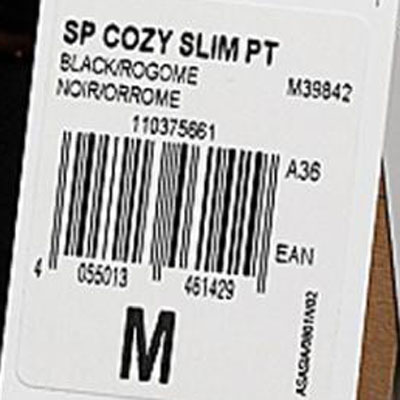 SP COZY SLIM PT
BLACK/ROGOME
NOIR/ORROME
M39842
110375661
A36
EAN
4 055013 461429
M